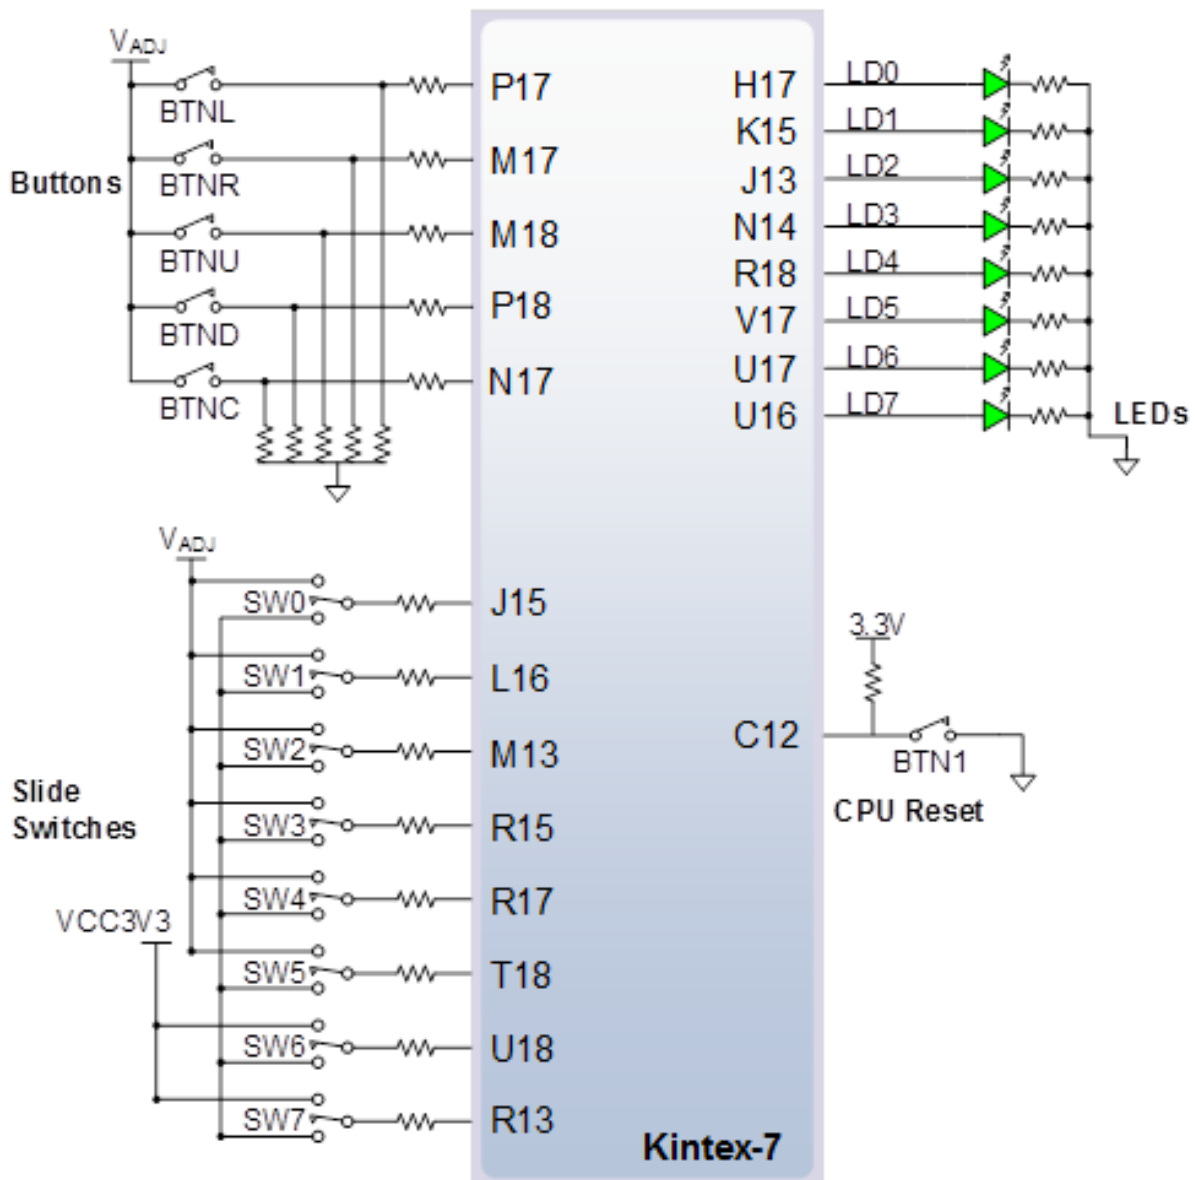 VADJ
BTNL
P17
BTNR
M17
Buttons
BTNU
M18
BTND
P18
BTNC
N17
H17
LD0
K15
LD1
J13
LD2
N14
LD3
R18
LD4
V17
LD5
U17
LD6
U16
LD7
LEDs
VADJ
SW0
J15
SW1
L16
SW2
M13
Slide
Switches
SW3
R15
SW4
R17
VCC3V3
SW5
T18
SW6
U18
SW7
R13
3.3V
C12
BTN1
CPU Reset
Kintex-7